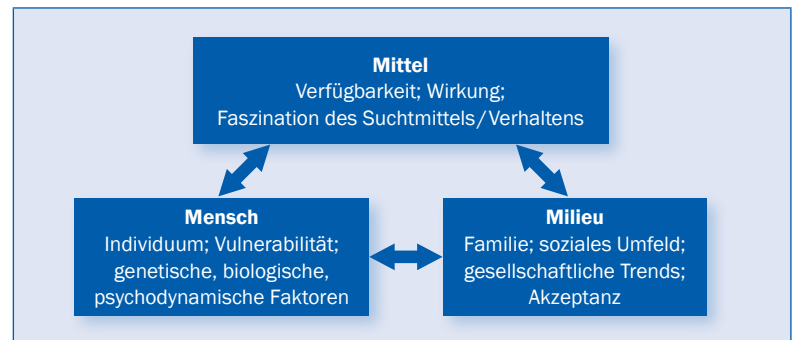 Mittel
Verfügbarkeit; Wirkung;
Faszination des Suchtmittels/Verhaltens
Mensch
Individuum; Vulnerabilität;
genetische, biologische,
psychodynamische Faktoren
Milieu
Familie; soziales Umfeld;
gesellschaftliche Trends;
Akzeptanz